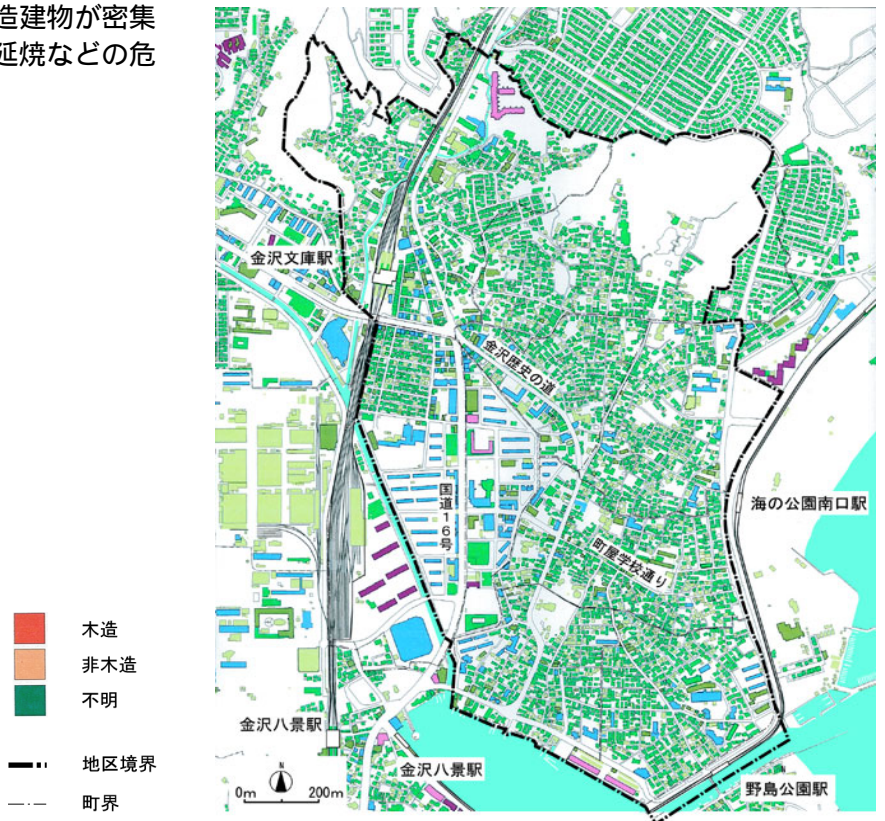 造建物が密集
延焼などの危
金沢文庫駅
金沢歴史の道
国道16号
海の公園南口駅
町屋学校通り
木造
非木造
不明
金沢八景駅
金沢八景駅
地区境界
野島公園駅
N
0m 200m
町界